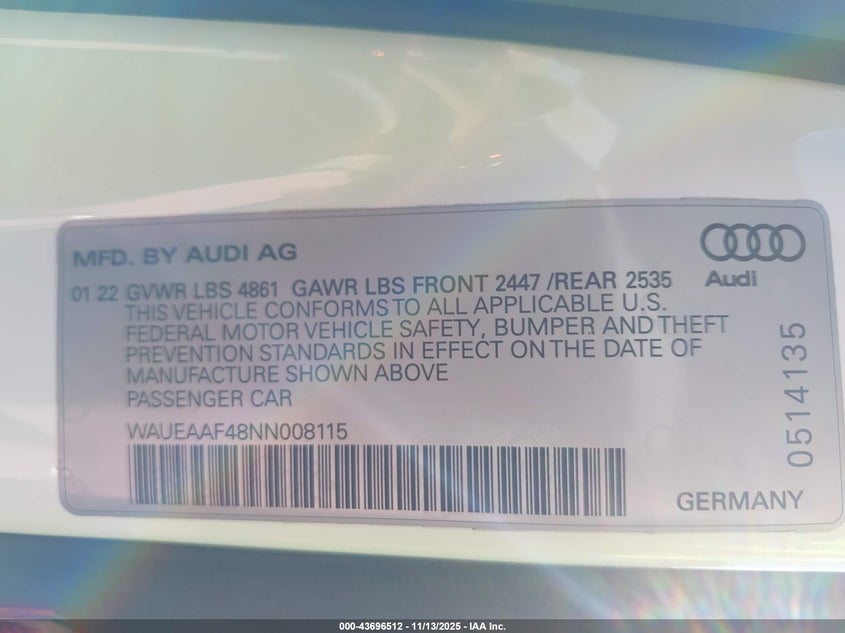 MFD. BY AUDI AG
Audi
01 22 GVWR LBS 4861 GAWR LBS FRONT 2447 /REAR 2535
THIS VEHICLE CONFORMS TO ALL APPLICABLE U.S.
FEDERAL MOTOR VEHICLE SAFETY, BUMPER AND THEFT
PREVENTION STANDARDS IN EFFECT ON THE DATE OF
MANUFACTURE SHOWN ABOVE
PASSENGER CAR
WAUEAAF48NN008115
0514135
GERMANY
000-43696512 - 11/13/2025 - IAA Inc.